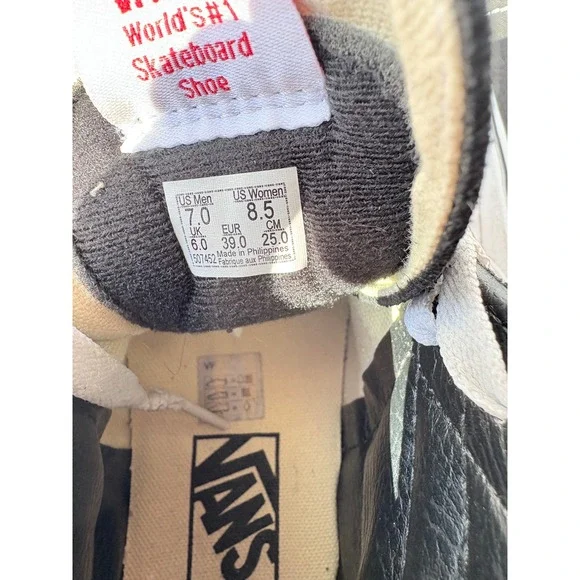 World'S#1
Skateboard
Shoe
US Men US Women
7.0 8.5
UK EUR CM
6.0 39.0 25.0
507452 Made in Philippines
Fabriqué aux Philippines
VANS